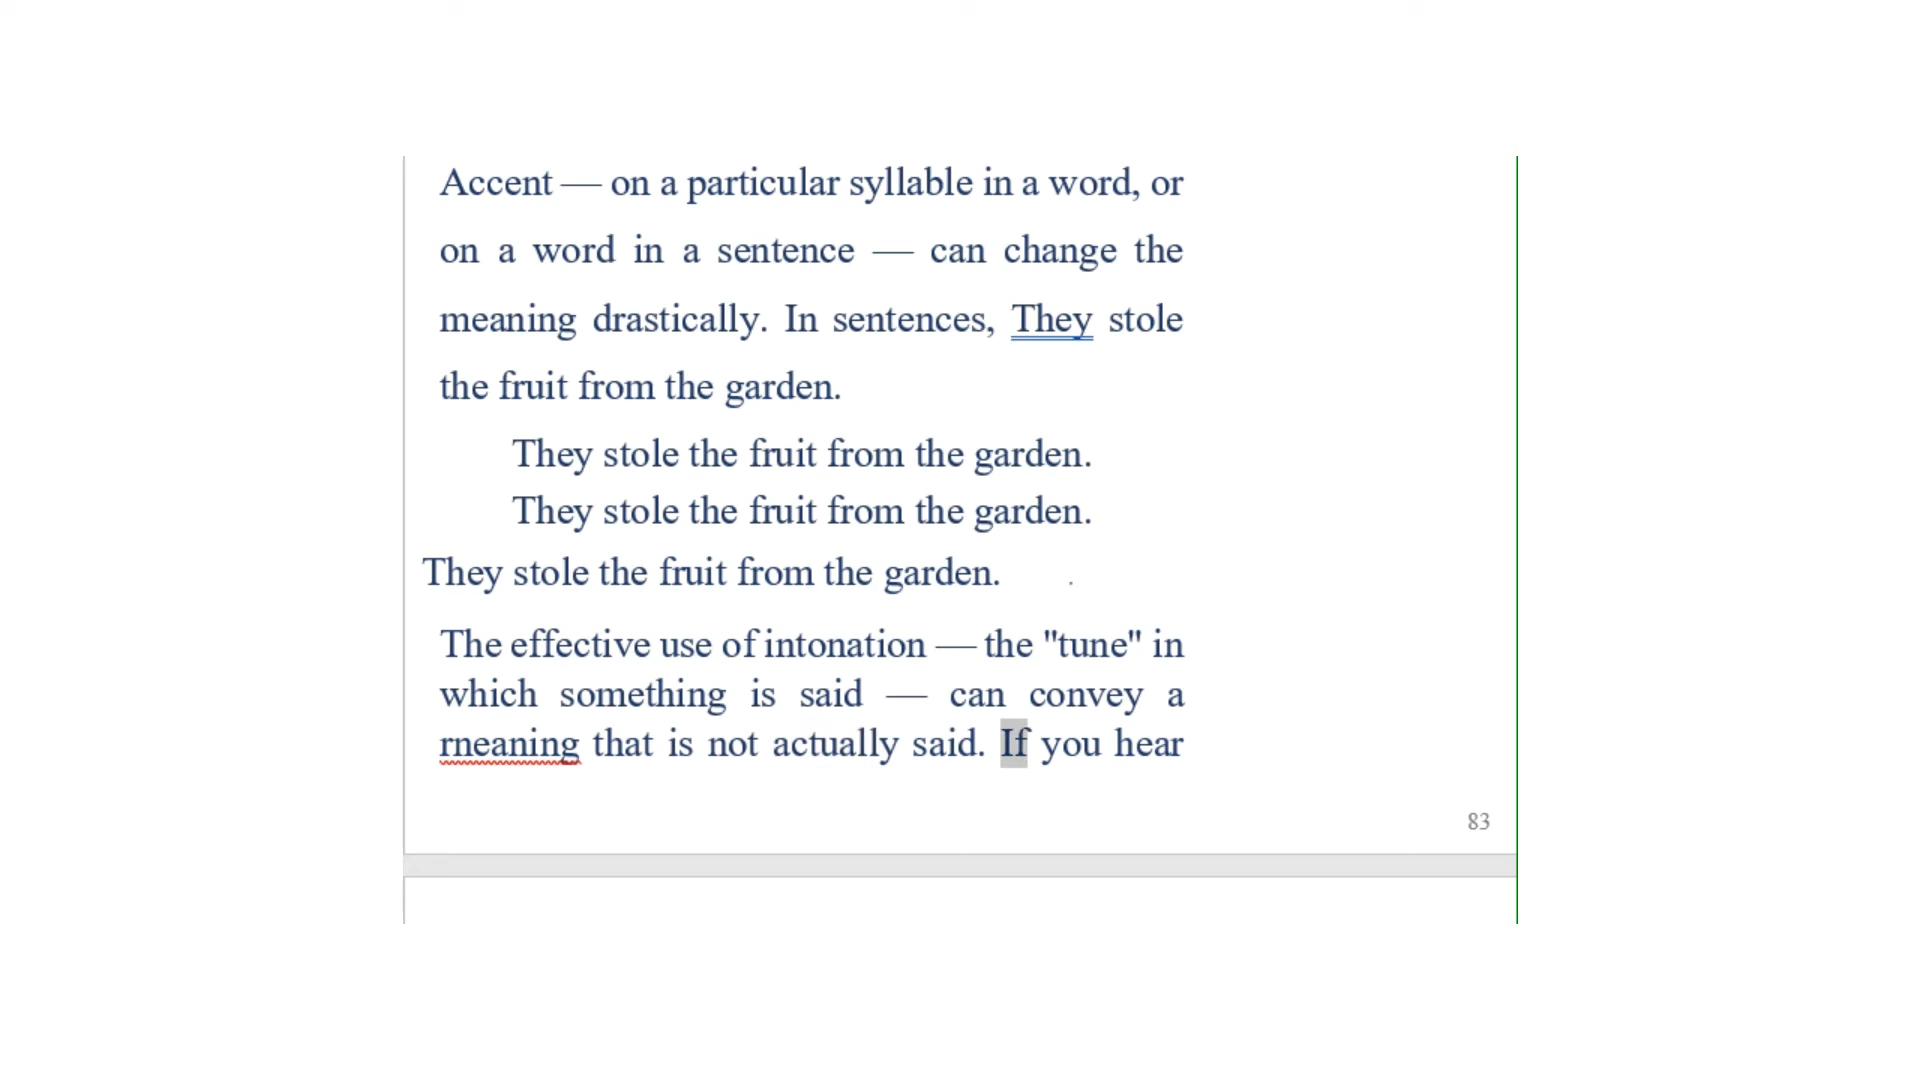 Accent — on a particular syllable in a word, or
on a word in a sentence — can change the
meaning drastically. In sentences, They stole
the fruit from the garden.
They stole the fruit from the garden.
They stole the fruit from the garden.
They stole the fruit from the garden.
The effective use of intonation — the "tune" in
which something is said — can convey a
rneaning that is not actually said. If you hear
83